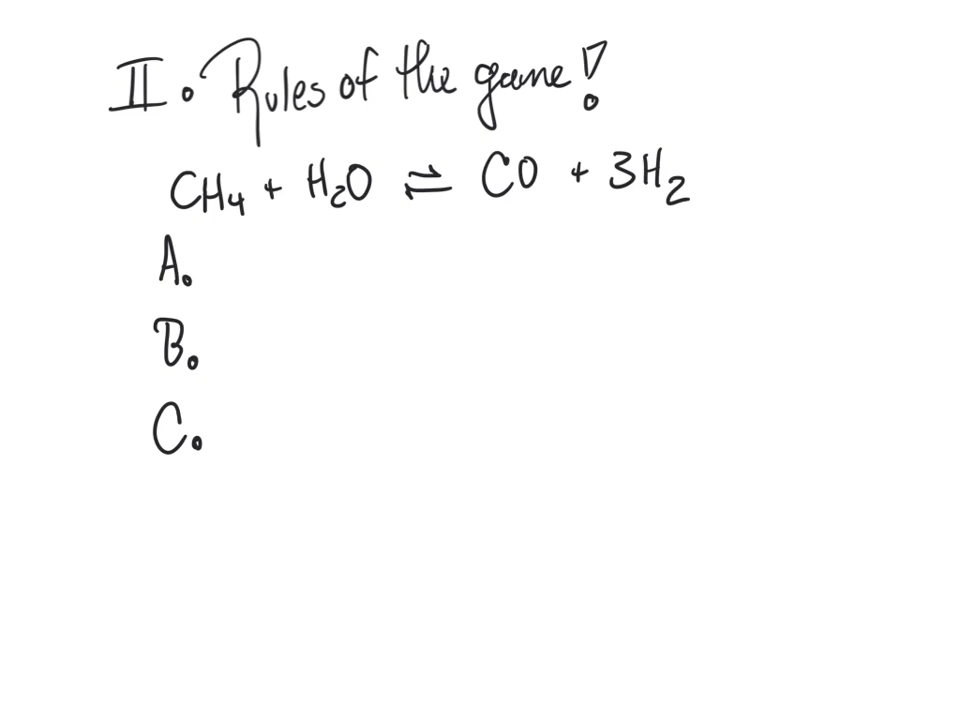 II. Rules of the game!
CH₄ + H₂O ⇌ CO + 3H₂
A.
B.
C.